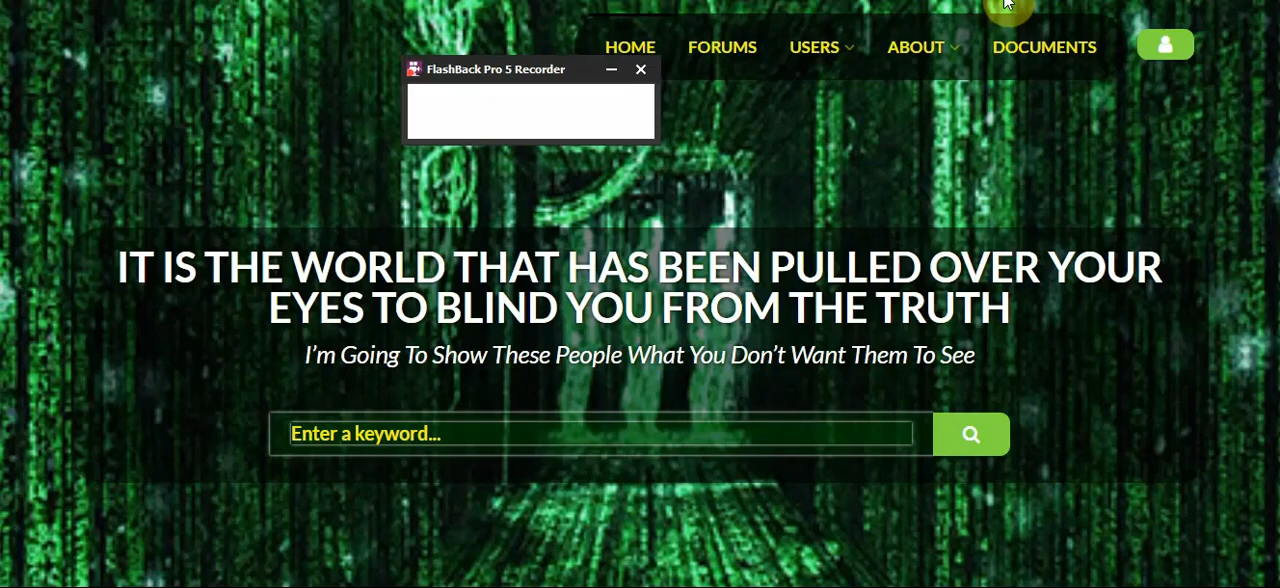 HOME FORUMS USERS ABOUT DOCUMENTS
FlashBack Pro 5 Recorder
IT IS THE WORLD THAT HAS BEEN PULLED OVER YOUR
EYES TO BLIND YOU FROM THE TRUTH
I'm Going To Show These People What You Don't Want Them To See
Enter a keyword...